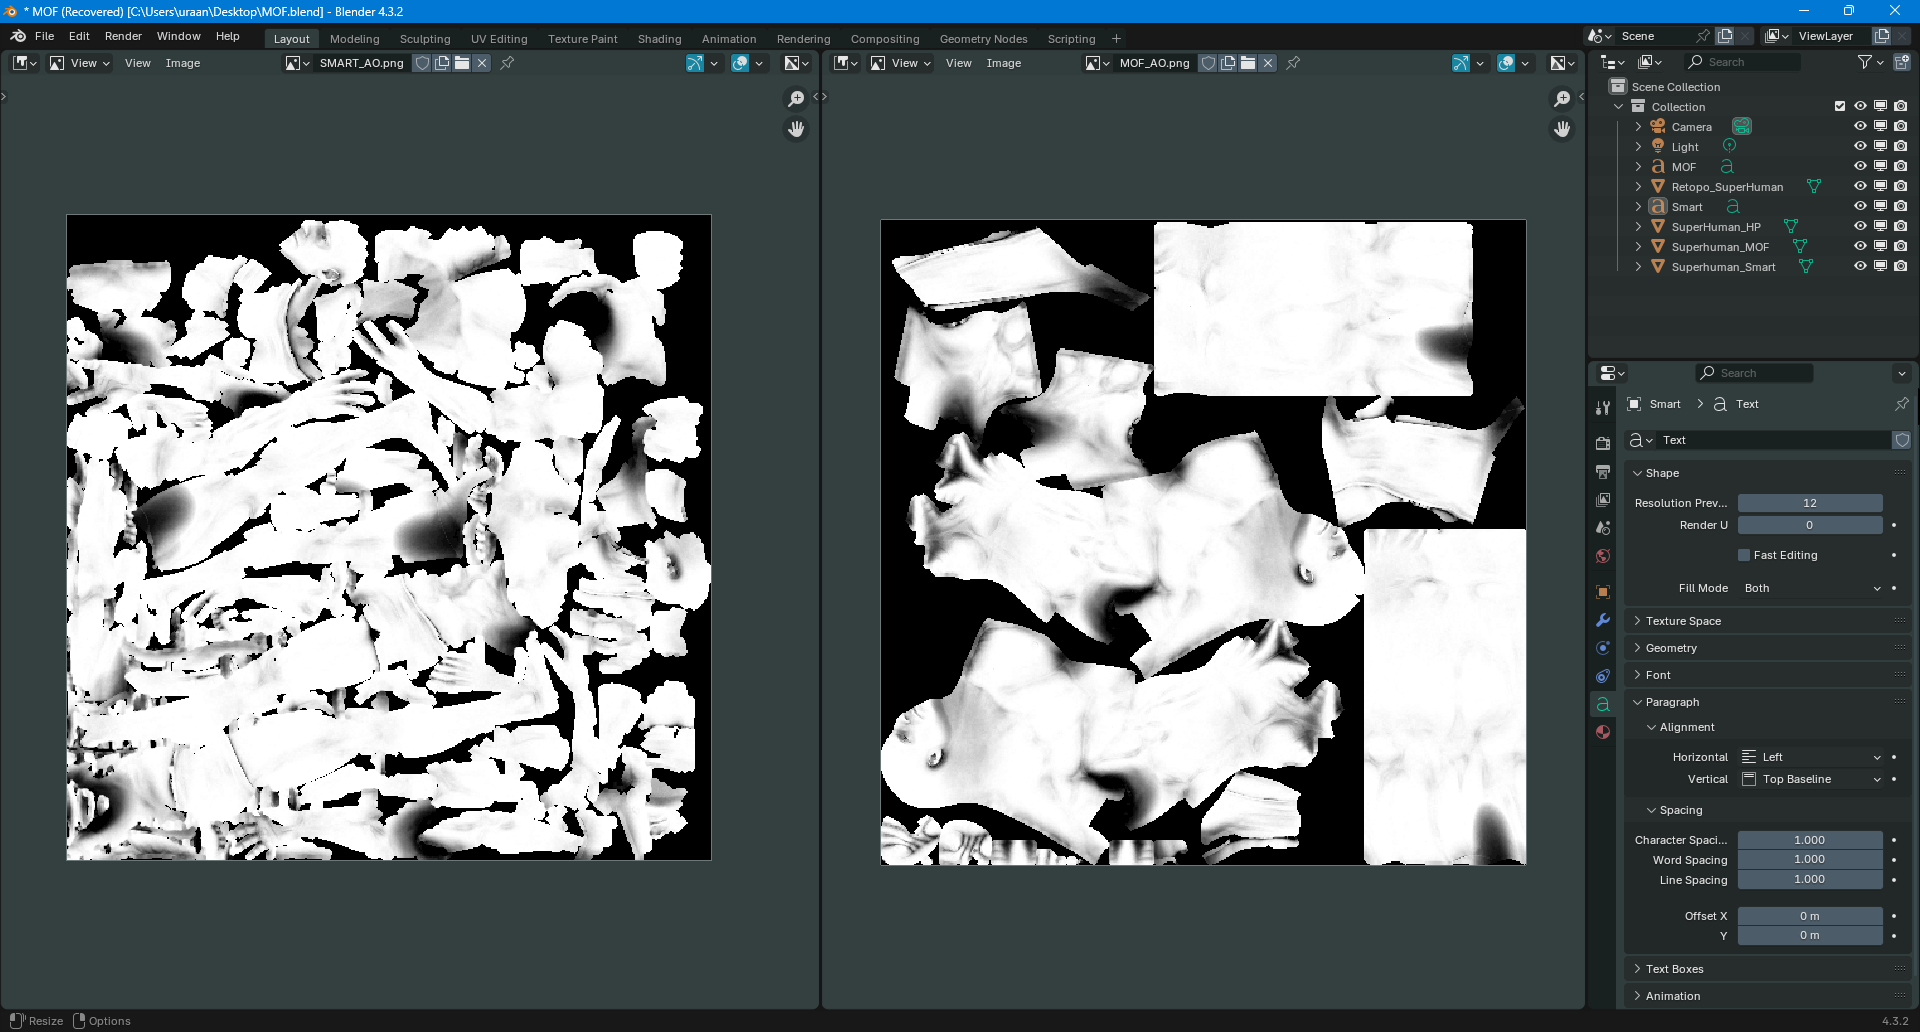 * MOF (Recovered) [C:\Users\uraan\Desktop\MOF.blend] - Blender 4.3.2
File Edit Render Window Help Layout Modeling Sculpting UV Editing Texture Paint Shading Animation Rendering Compositing Geometry Nodes Scripting + Scene ViewLayer
View View Image SMART_AO.png View View Image MOF_AO.png Search
Scene Collection
Collection
Camera
Light
MOF
Retopo_SuperHuman
Smart
SuperHuman_HP
Superhuman_MOF
Superhuman_Smart
Search
Smart > Text
Text
Shape
Resolution Prev... 12
Render U 0
Fast Editing
Fill Mode Both
Texture Space
Geometry
Font
Paragraph
Alignment
Horizontal Left
Vertical Top Baseline
Spacing
Character Spaci... 1.000
Word Spacing 1.000
Line Spacing 1.000
Offset X 0 m
Y 0 m
Text Boxes
Animation
Resize Options 4.3.2